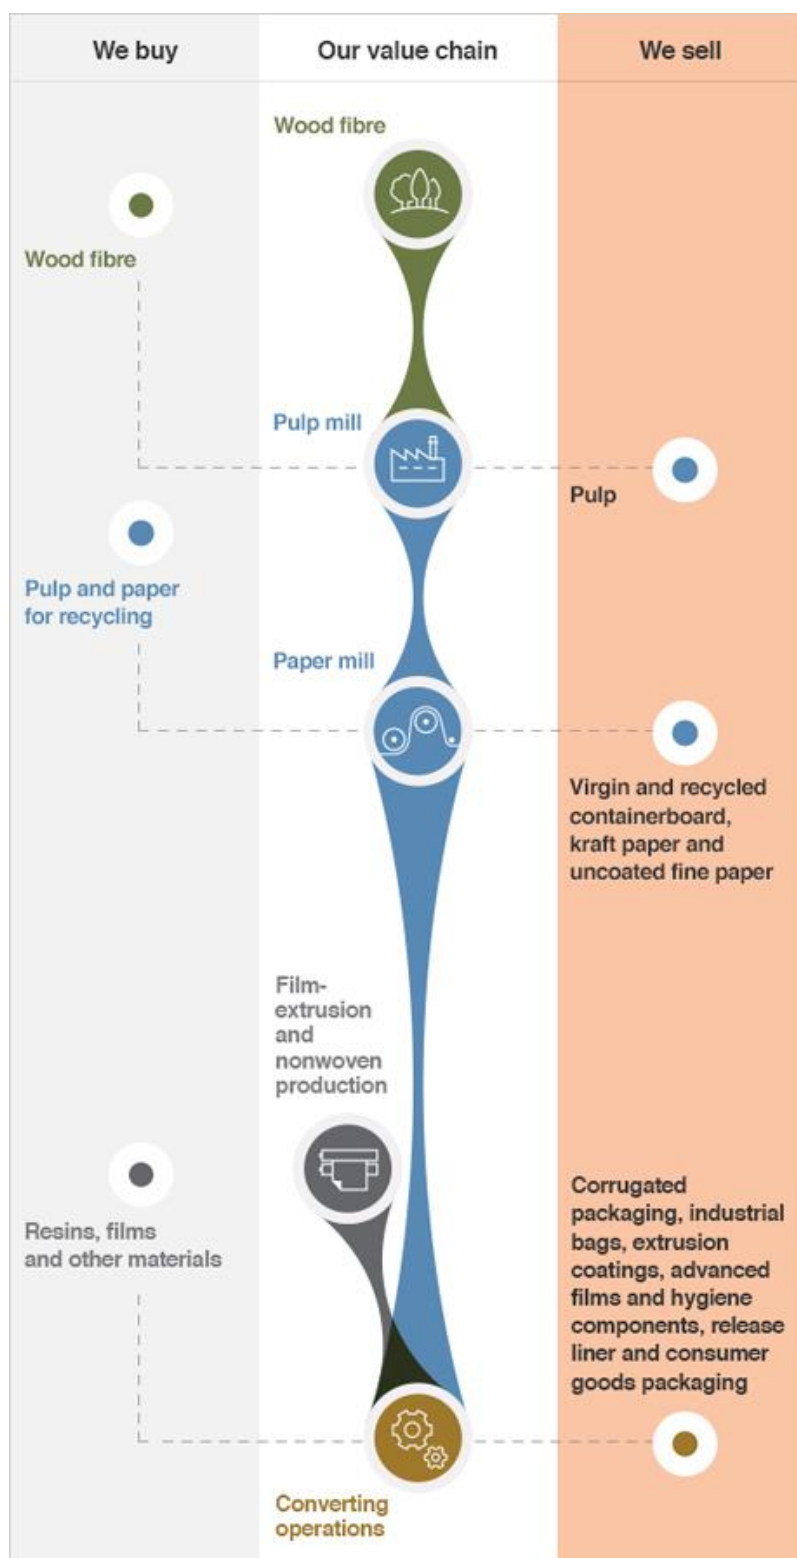 We buy
Our value chain
We sell
Wood fibre
Wood fibre
Pulp mill
Pulp
Pulp and paper
for recycling
Paper mill
Virgin and recycled
containerboard,
kraft paper and
uncoated fine paper
Film-
extrusion
and
nonwoven
production
Resins, films
and other materials
Corrugated
packaging, industrial
bags, extrusion
coatings, advanced
films and hygiene
components, release
liner and consumer
goods packaging
Converting
operations